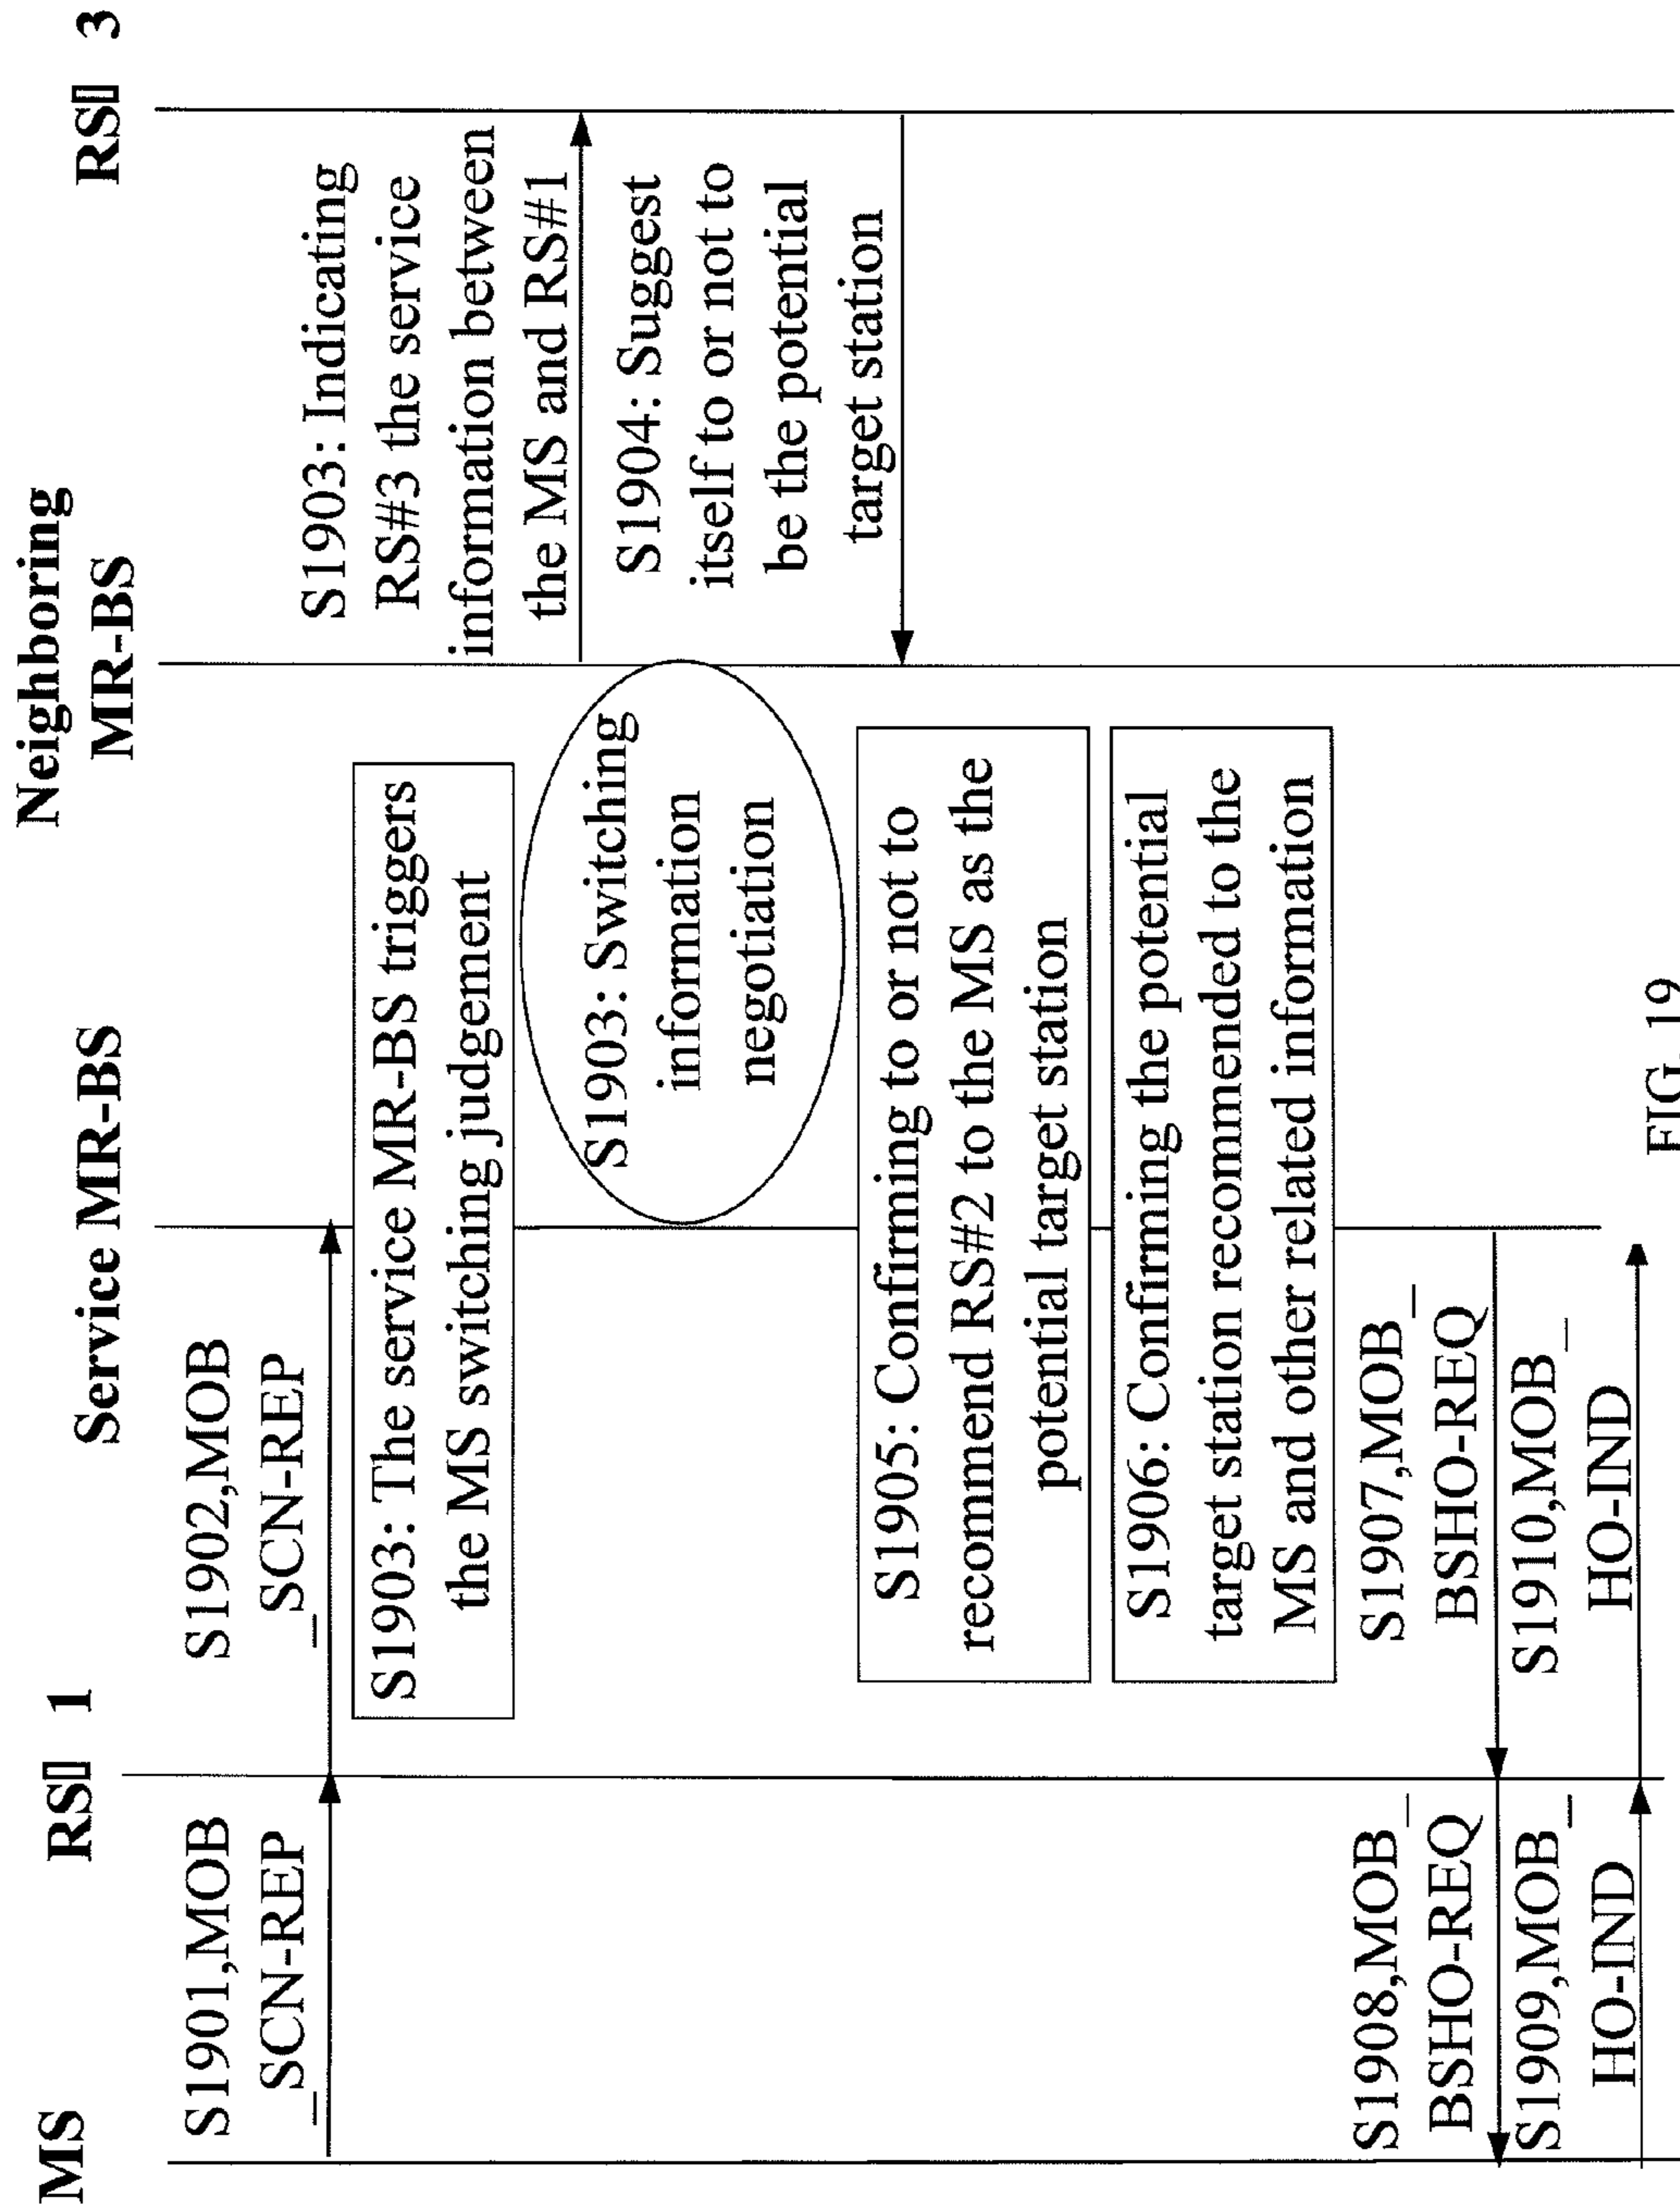 MS
RS▯ 1
Service MR-BS
Neighboring
MR-BS
RS▯ 3
S1901,MOB
_SCN-REP
S1902,MOB
_SCN-REP
S1903: The service MR-BS triggers
the MS switching judgement
S1903: Switching
information
negotiation
S1903: Indicating
RS#3 the service
information between
the MS and RS#1
S1904: Suggest
itself to or not to
be the potential
target station
S1905: Confirming to or not to
recommend RS#2 to the MS as the
potential target station
S1906: Confirming the potential
target station recommended to the
MS and other related information
S1907,MOB_
BSHO-REQ
S1908,MOB_
BSHO-REQ
S1909,MOB_
HO-IND
S1910,MOB_
HO-IND
FIG. 19